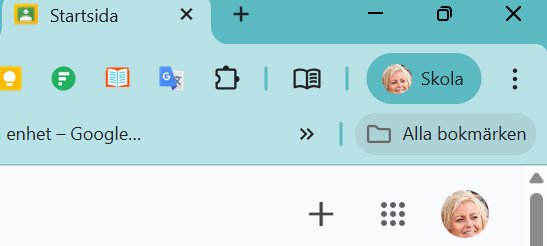 Startsida
Skola
enhet – Google...
Alla bokmärken